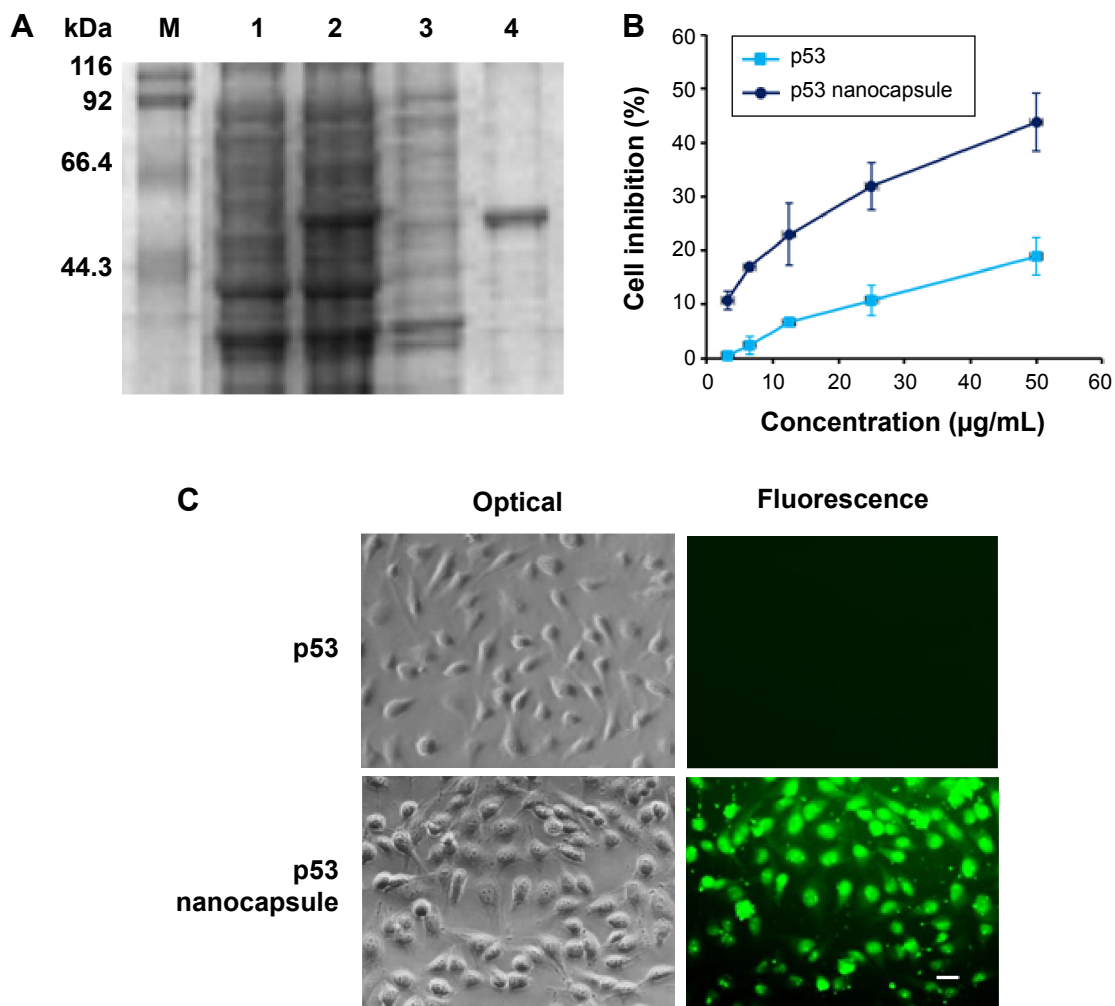 A
kDa M 1 2 3 4
116
92
66.4
44.3
B
60
50
40
30
20
10
0
Cell inhibition (%)
p53
p53 nanocapsule
0 10 20 30 40 50 60
Concentration (µg/mL)
C
Optical Fluorescence
p53
p53
nanocapsule